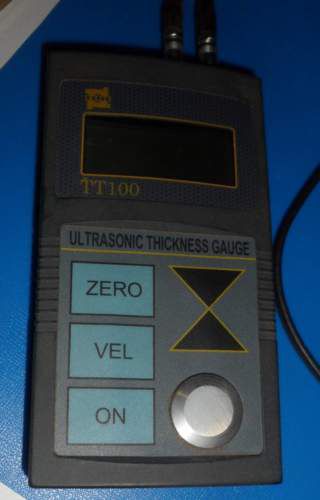 TT100
ULTRASONIC THICKNESS GAUGE
ZERO
VEL
ON